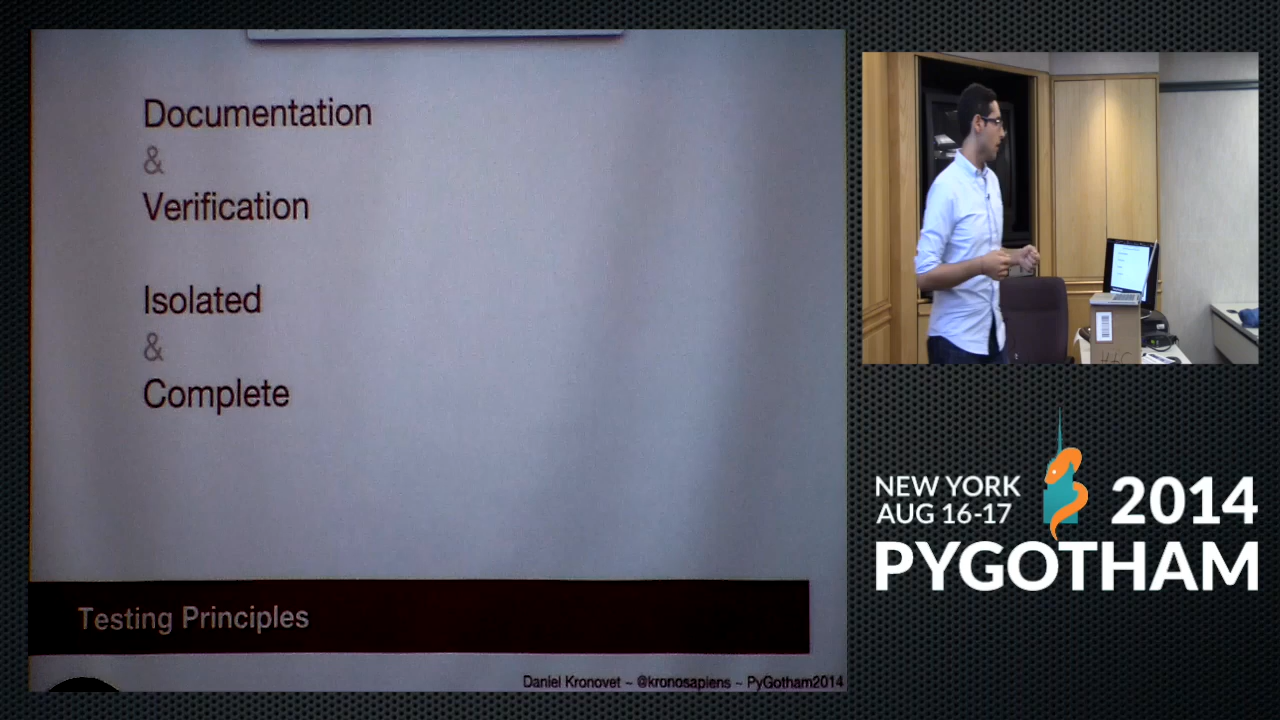 Documentation
&
Verification
Isolated
&
Complete
Testing Principles
Daniel Kronovet ~ @kronosapiens ~ PyGotham2014
NEW YORK
AUG 16-17
2014
PYGOTHAM